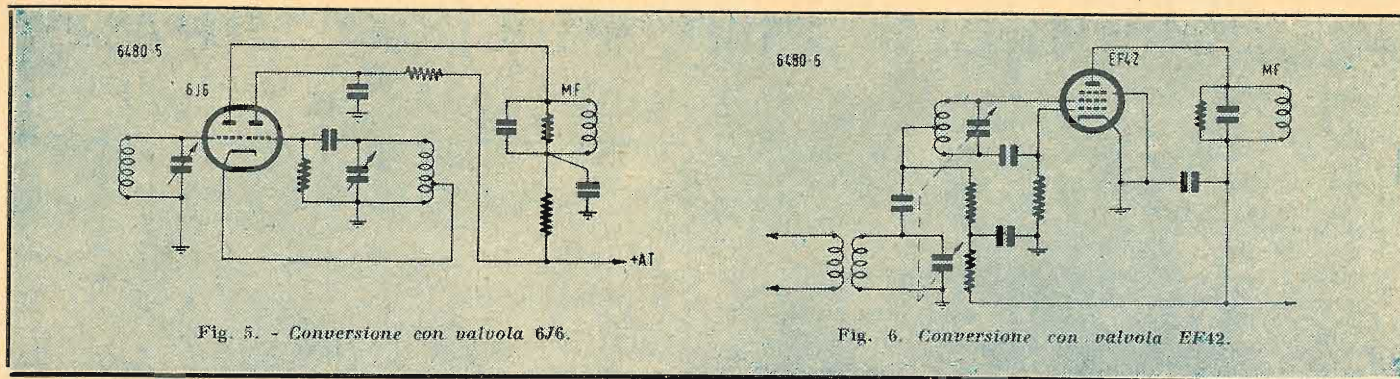 6480-5
6J6
MF
+AT
Fig. 5. - Conversione con valvola 6J6.
6480-6
EF42
MF
Fig. 6. Conversione con valvola EF42.